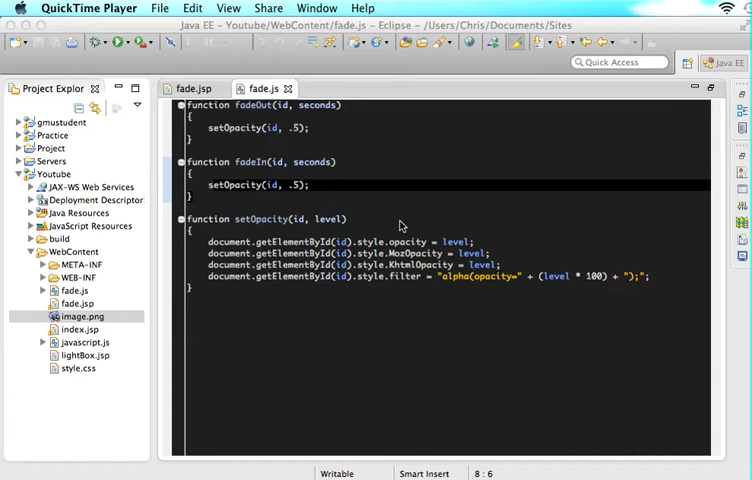 QuickTime Player File Edit View Share Window Help
Java EE - Youtube/WebContent/fade.js - Eclipse - /Users/Chris/Documents/Sites
Quick Access
Java EE
Project Explor
fade.jsp
fade.js
gmustudent
Practice
Project
Servers
Youtube
JAX-WS Web Services
Deployment Descriptor
Java Resources
JavaScript Resources
build
WebContent
META-INF
WEB-INF
fade.js
fade.jsp
image.png
index.jsp
javascript.js
lightBox.jsp
style.css
function fadeOut(id, seconds)
{
setOpacity(id, .5);
}
function fadeIn(id, seconds)
{
setOpacity(id, .5);
}
function setOpacity(id, level)
{
document.getElementById(id).style.opacity = level;
document.getElementById(id).style.MozOpacity = level;
document.getElementById(id).style.KhtmlOpacity = level;
document.getElementById(id).style.filter = "alpha(opacity=" + (level * 100) + ");";
}
Writable
Smart Insert
8 : 6